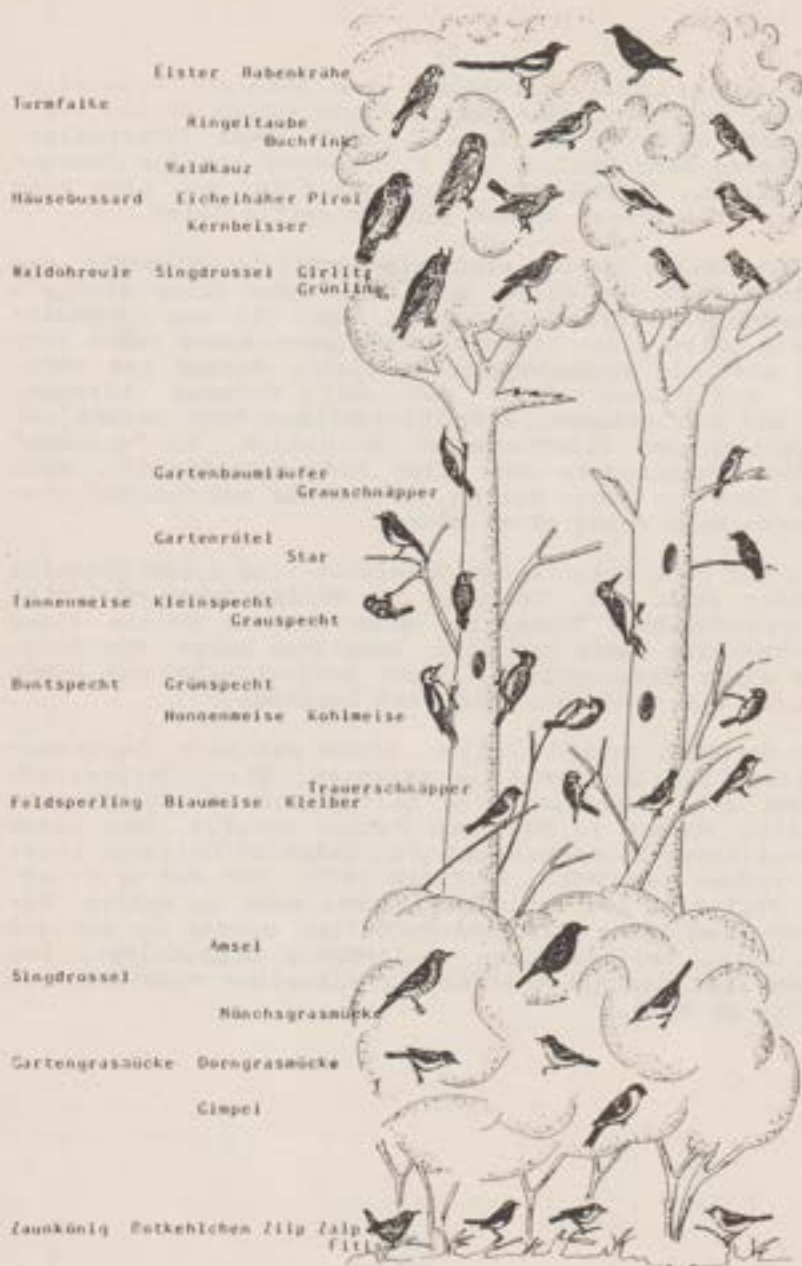 Elster Rabenkrähe
Turmfalke
Ringeltaube
Buchfink
Waldkauz
Mäusebussard Eichelhäher Pirol
Kernbeisser
Waldohreule Singdrossel Girlitz
Grünling
Gartenbaumläufer
Grauschnäpper
Gartenrötel
Star
Tannenmeise Kleinspecht
Grauspecht
Buntspecht Grünspecht
Nonnenmeise Kohlmeise
Trauerschnäpper
Feldsperling Blaumeise Kleiber
Amsel
Singdrossel
Mönchsgrasmücke
Gartengrasmücke Dorngrasmücke
Gimpel
Zaunkönig Rotkehlchen Zilp Zalp
Fitis